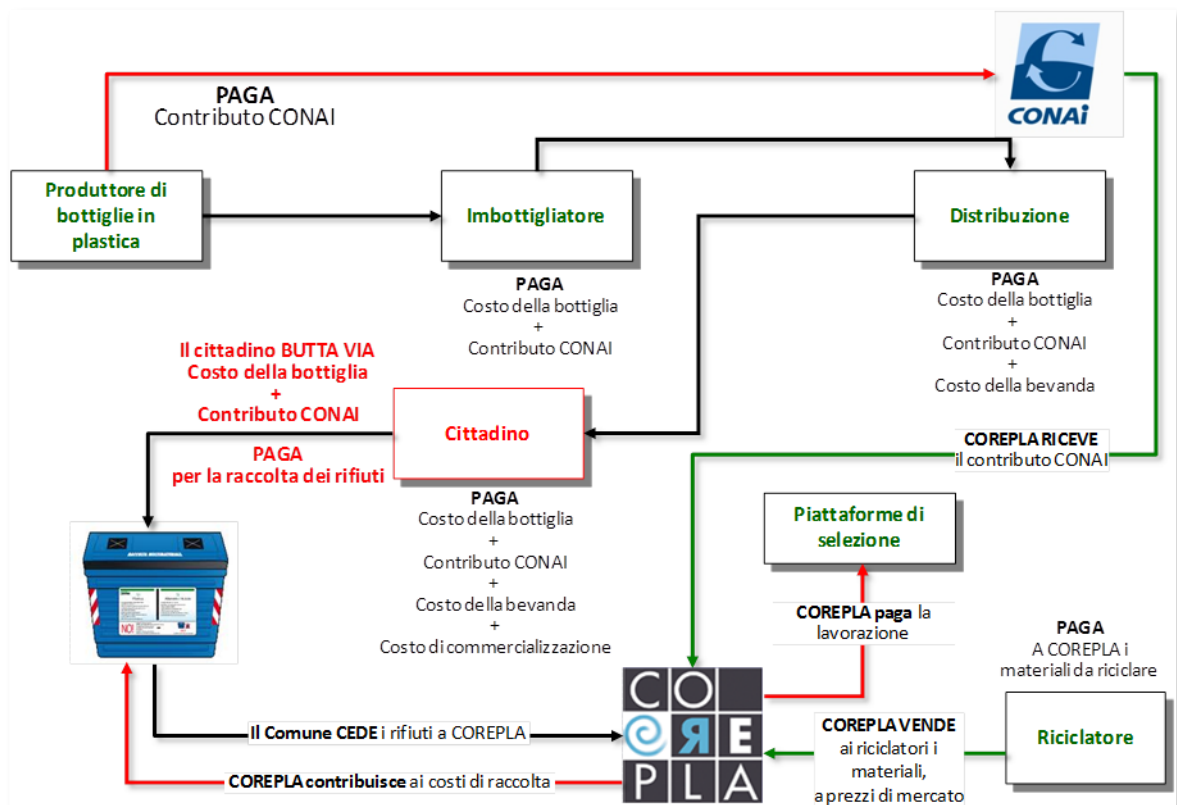 PAGA
Contributo CONAI
CONAi
Produttore di
bottiglie in
plastica
Imbottigliatore
Distribuzione
PAGA
Costo della bottiglia
+
Contributo CONAI
PAGA
Costo della bottiglia
+
Contributo CONAI
+
Costo della bevanda
Il cittadino BUTTA VIA
Costo della bottiglia
+
Contributo CONAI
PAGA
per la raccolta dei rifiuti
Cittadino
COREPLA RICEVE
il contributo CONAI
PAGA
Costo della bottiglia
+
Contributo CONAI
+
Costo della bevanda
+
Costo di commercializzazione
Piattaforme di
selezione
COREPLA paga la
lavorazione
NO!
PAGA
A COREPLA i
materiali da riciclare
Il Comune CEDE i rifiuti a COREPLA
COREPLA contribuisce ai costi di raccolta
CO
REPLA
COREPLA VENDE
ai riciclatori i
materiali,
a prezzi di mercato
Riciclatore